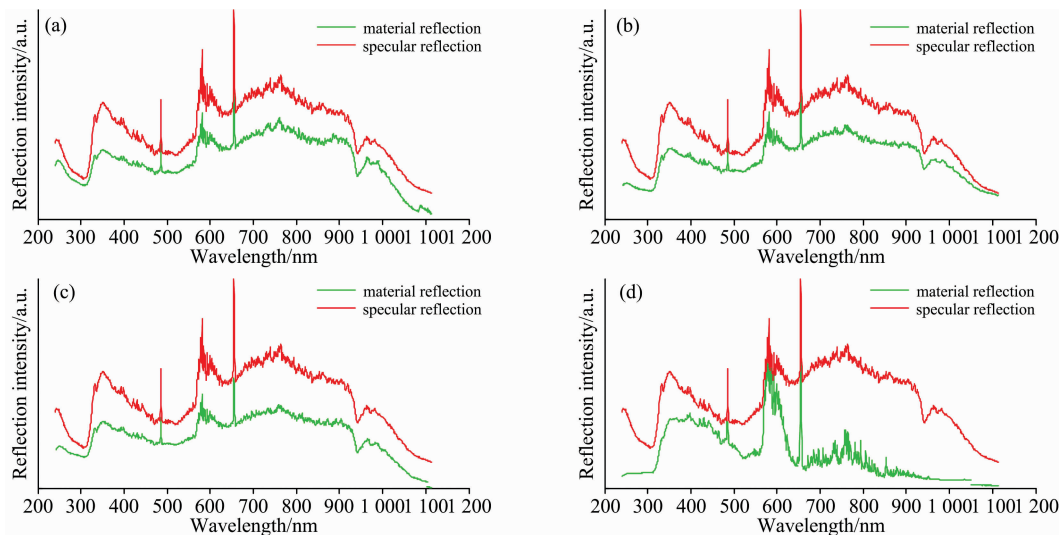 (a)
material reflection
specular reflection
Reflection intensity/a.u.
200 300 400 500 600 700 800 900 1 0001 101 200
Wavelength/nm
(b)
material reflection
specular reflection
Reflection intensity/a.u.
200 300 400 500 600 700 800 900 1 0001 101 200
Wavelength/nm
(c)
material reflection
specular reflection
Reflection intensity/a.u.
200 300 400 500 600 700 800 900 1 0001 101 200
Wavelength/nm
(d)
material reflection
specular reflection
Reflection intensity/a.u.
200 300 400 500 600 700 800 900 1 0001 101 200
Wavelength/nm